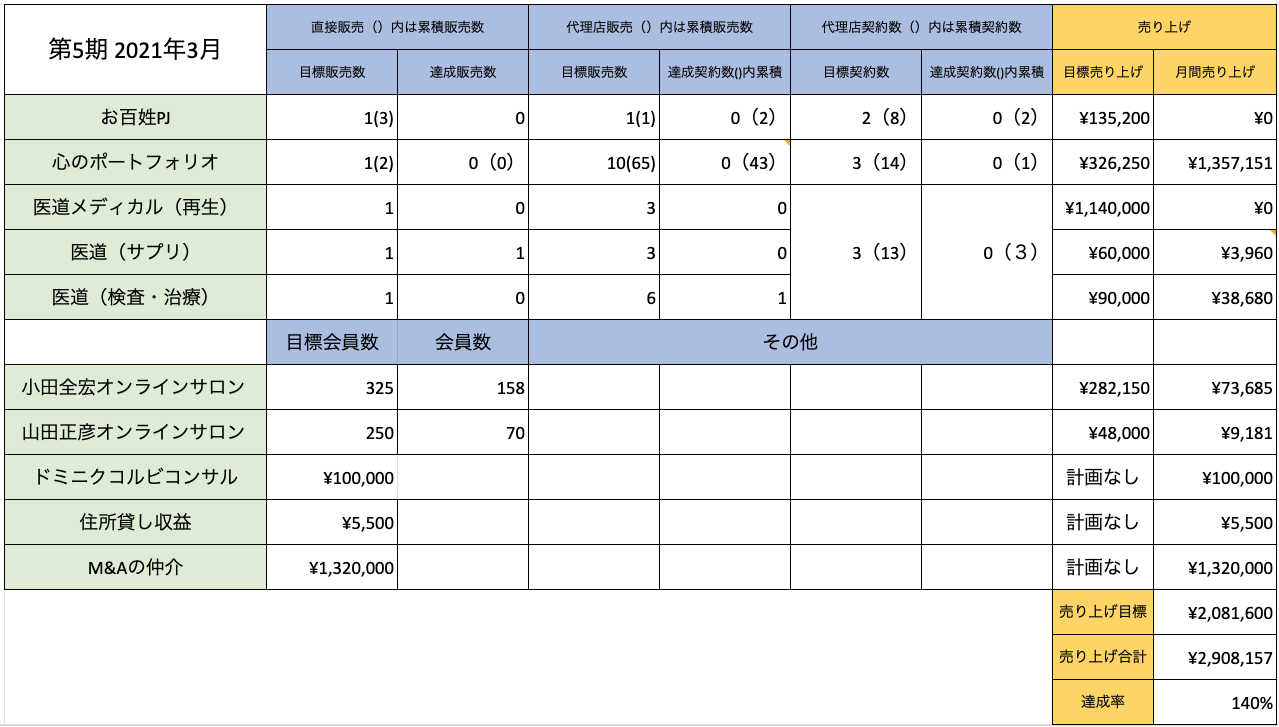 第5期 2021年3月
直接販売（）内は累積販売数
代理店販売（）内は累積販売数
代理店契約数（）内は累積契約数
売り上げ
目標販売数
達成販売数
目標販売数
達成契約数()内累積
目標契約数
達成契約数()内累積
目標売り上げ
月間売り上げ
お百姓PJ
1(3)
0
1(1)
0（2）
2（8）
0（2）
¥135,200
¥0
心のポートフォリオ
1(2)
0（0）
10(65)
0（43）
3（14）
0（1）
¥326,250
¥1,357,151
医道メディカル（再生）
1
0
3
0
¥1,140,000
¥0
医道（サプリ）
1
1
3
0
3（13）
0（３）
¥60,000
¥3,960
医道（検査・治療）
1
0
6
1
¥90,000
¥38,680
目標会員数
会員数
その他
小田全宏オンラインサロン
325
158
¥282,150
¥73,685
山田正彦オンラインサロン
250
70
¥48,000
¥9,181
ドミニクコルビコンサル
¥100,000
計画なし
¥100,000
住所貸し収益
¥5,500
計画なし
¥5,500
M&Aの仲介
¥1,320,000
計画なし
¥1,320,000
売り上げ目標
¥2,081,600
売り上げ合計
¥2,908,157
達成率
140%